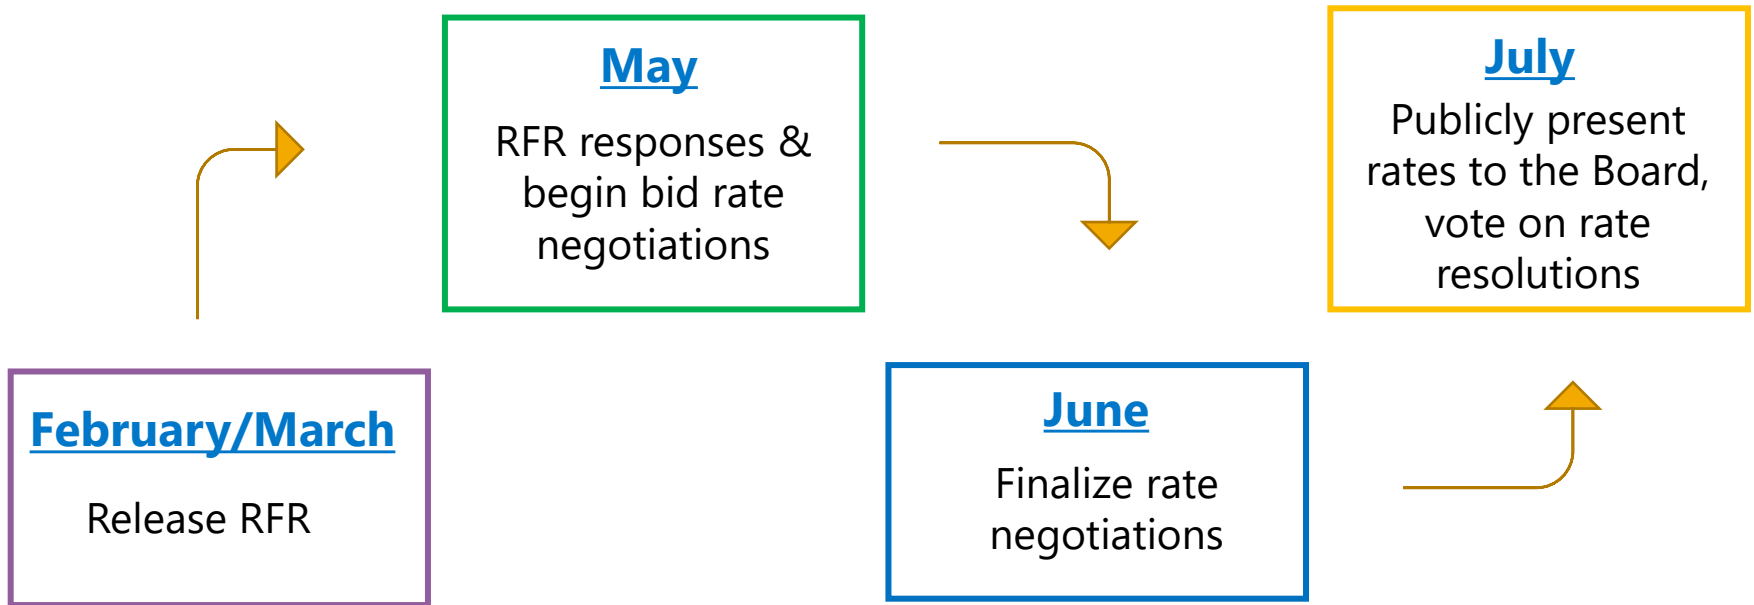 February/March
Release RFR
May
RFR responses &
begin bid rate
negotiations
June
Finalize rate
negotiations
July
Publicly present
rates to the Board,
vote on rate
resolutions